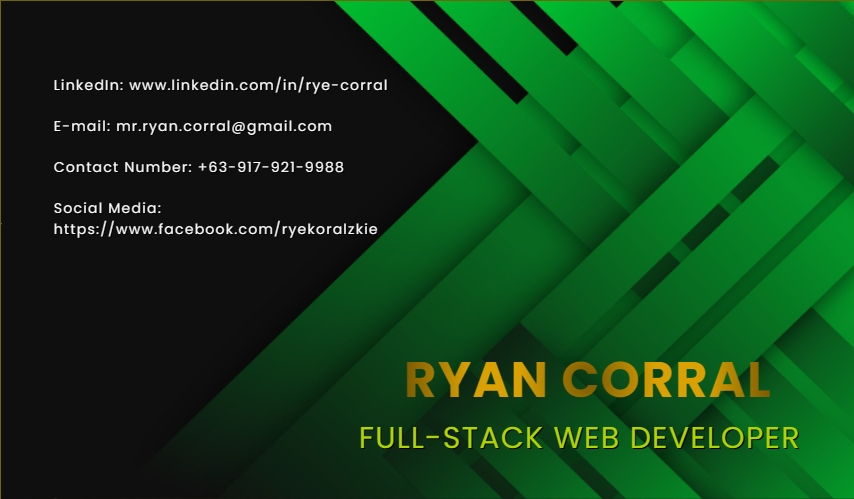 LinkedIn: www.linkedin.com/in/rye-corral
E-mail: mr.ryan.corral@gmail.com
Contact Number: +63-917-921-9988
Social Media:
https://www.facebook.com/ryekoralzkie
RYAN CORRAL
FULL-STACK WEB DEVELOPER